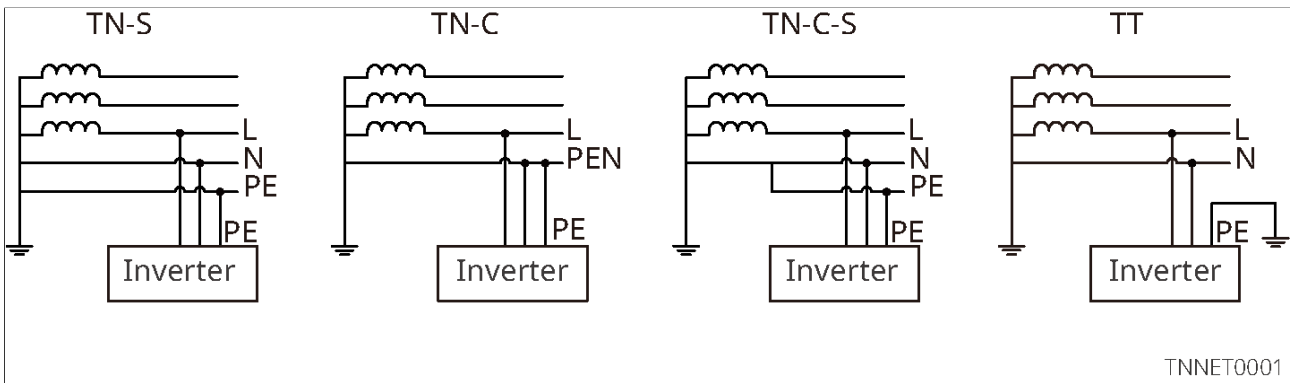 TN-S TN-C TN-C-S TT
L L L L
N PEN N N
PE PE
PE PE PE PE
Inverter Inverter Inverter Inverter
TNNET0001